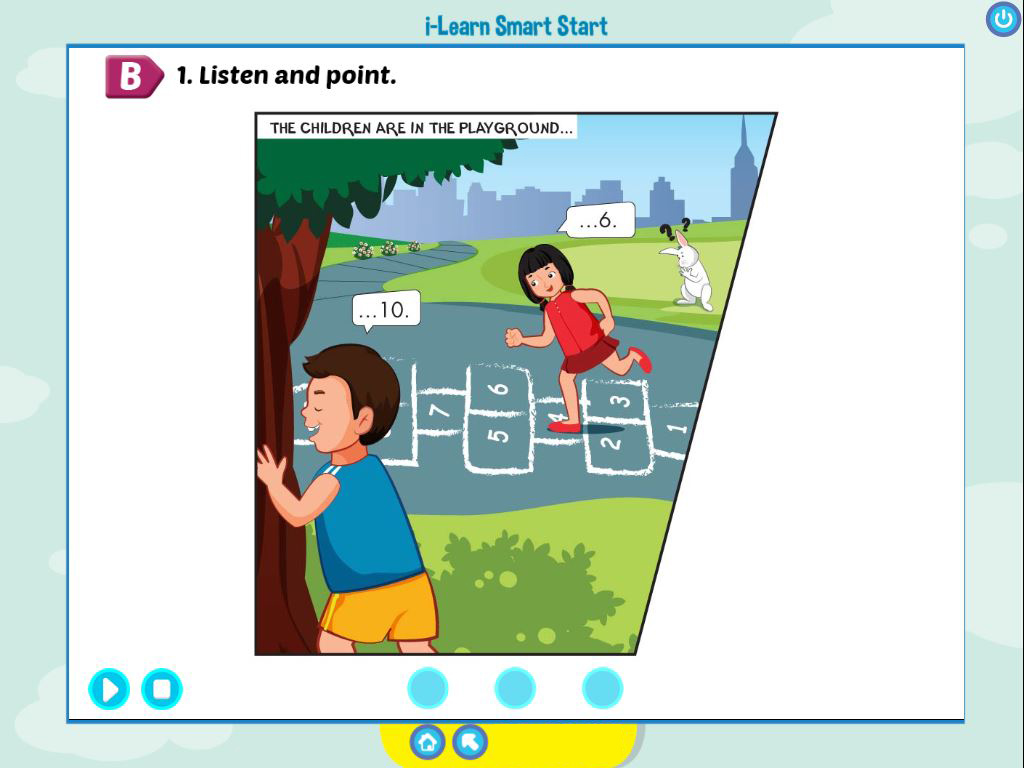 i-Learn Smart Start
B 1. Listen and point.
THE CHILDREN ARE IN THE PLAYGROUND...
...6.
? ?
...10.
7 6 5 4 3 2 1